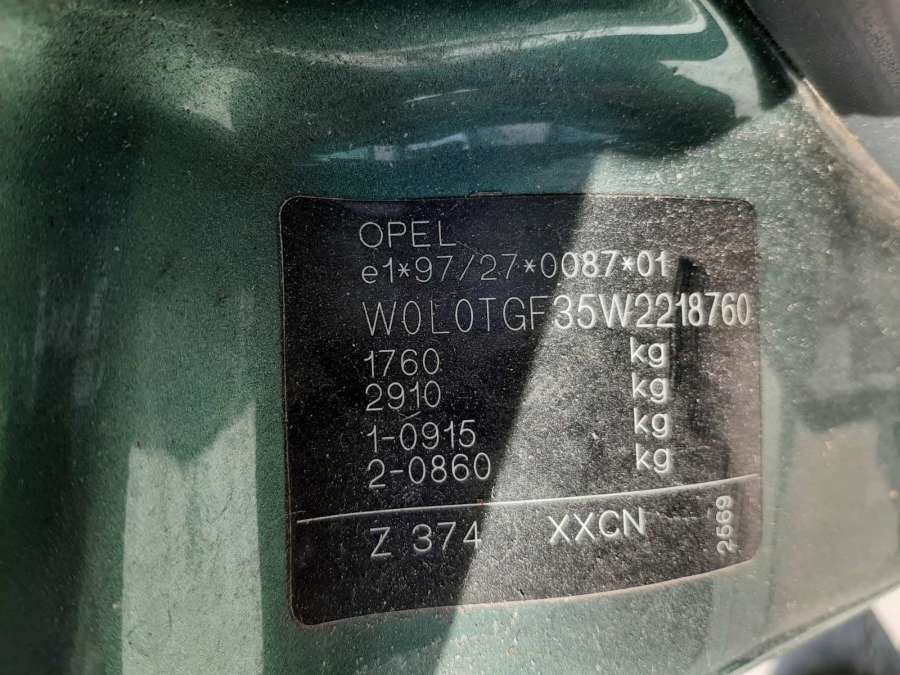 OPEL
e1*97/27*0087*01
W0L0TGF35W2218760
1760 kg
2910 kg
1-0915 kg
2-0860 kg
Z 374 XXCN
2569